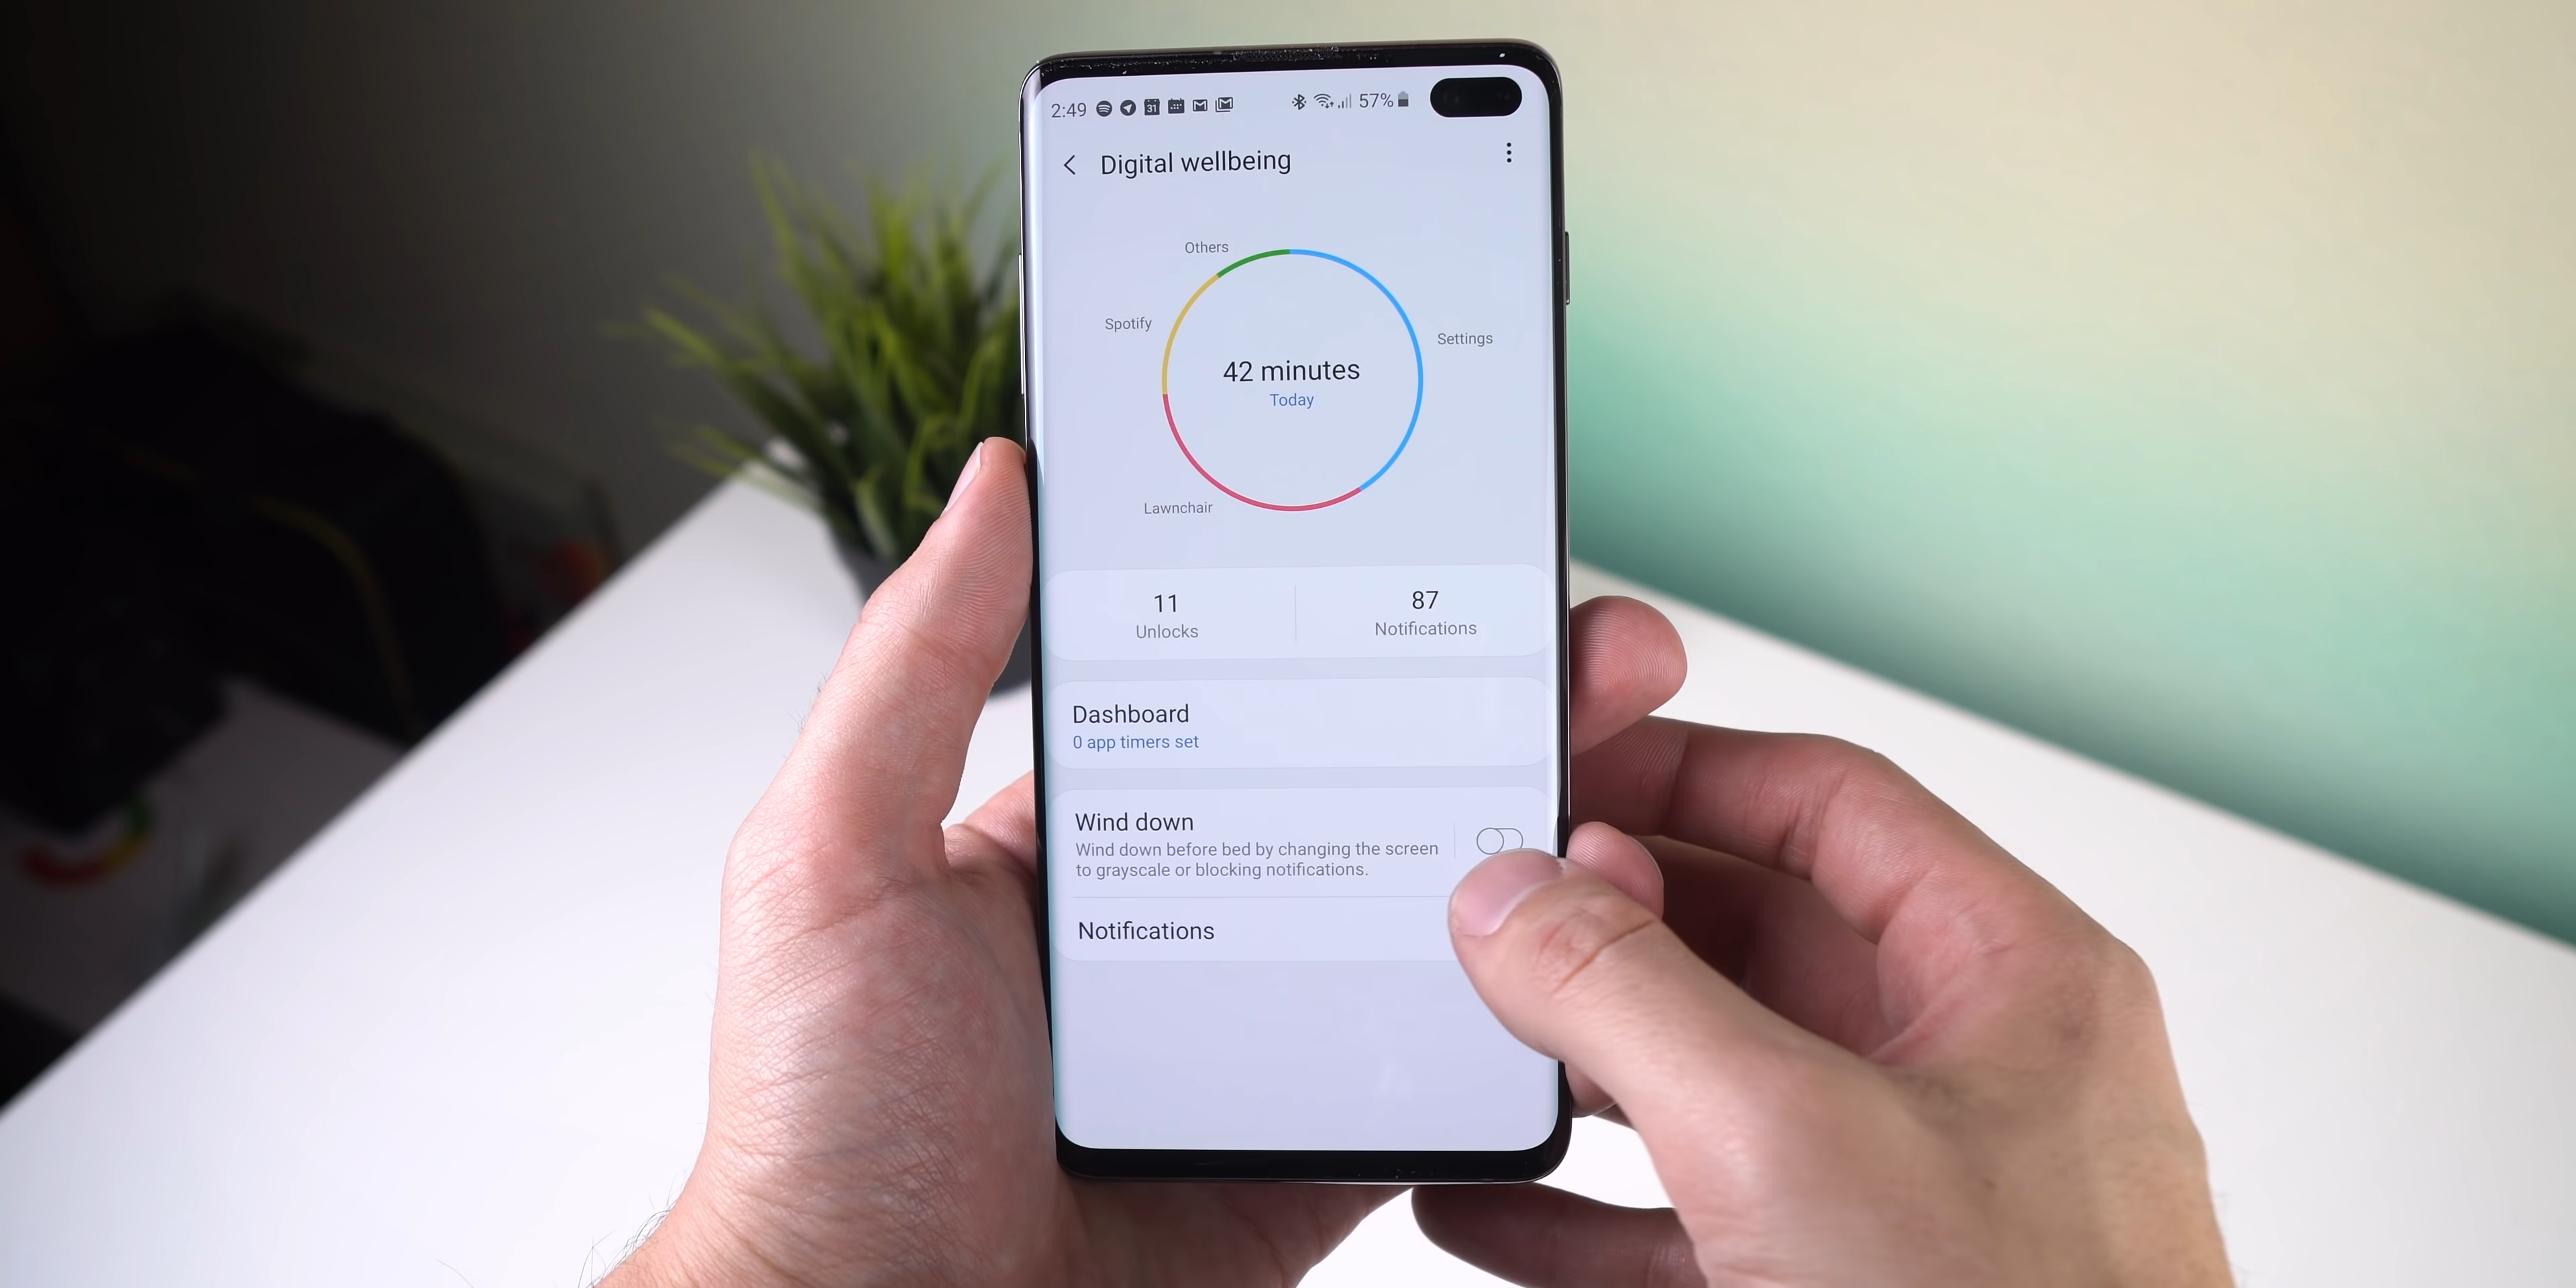 2:49 31 57%
Digital wellbeing
Others
Spotify
Settings
42 minutes
Today
Lawnchair
11 87
Unlocks Notifications
Dashboard
0 app timers set
Wind down
Wind down before bed by changing the screen
to grayscale or blocking notifications.
Notifications